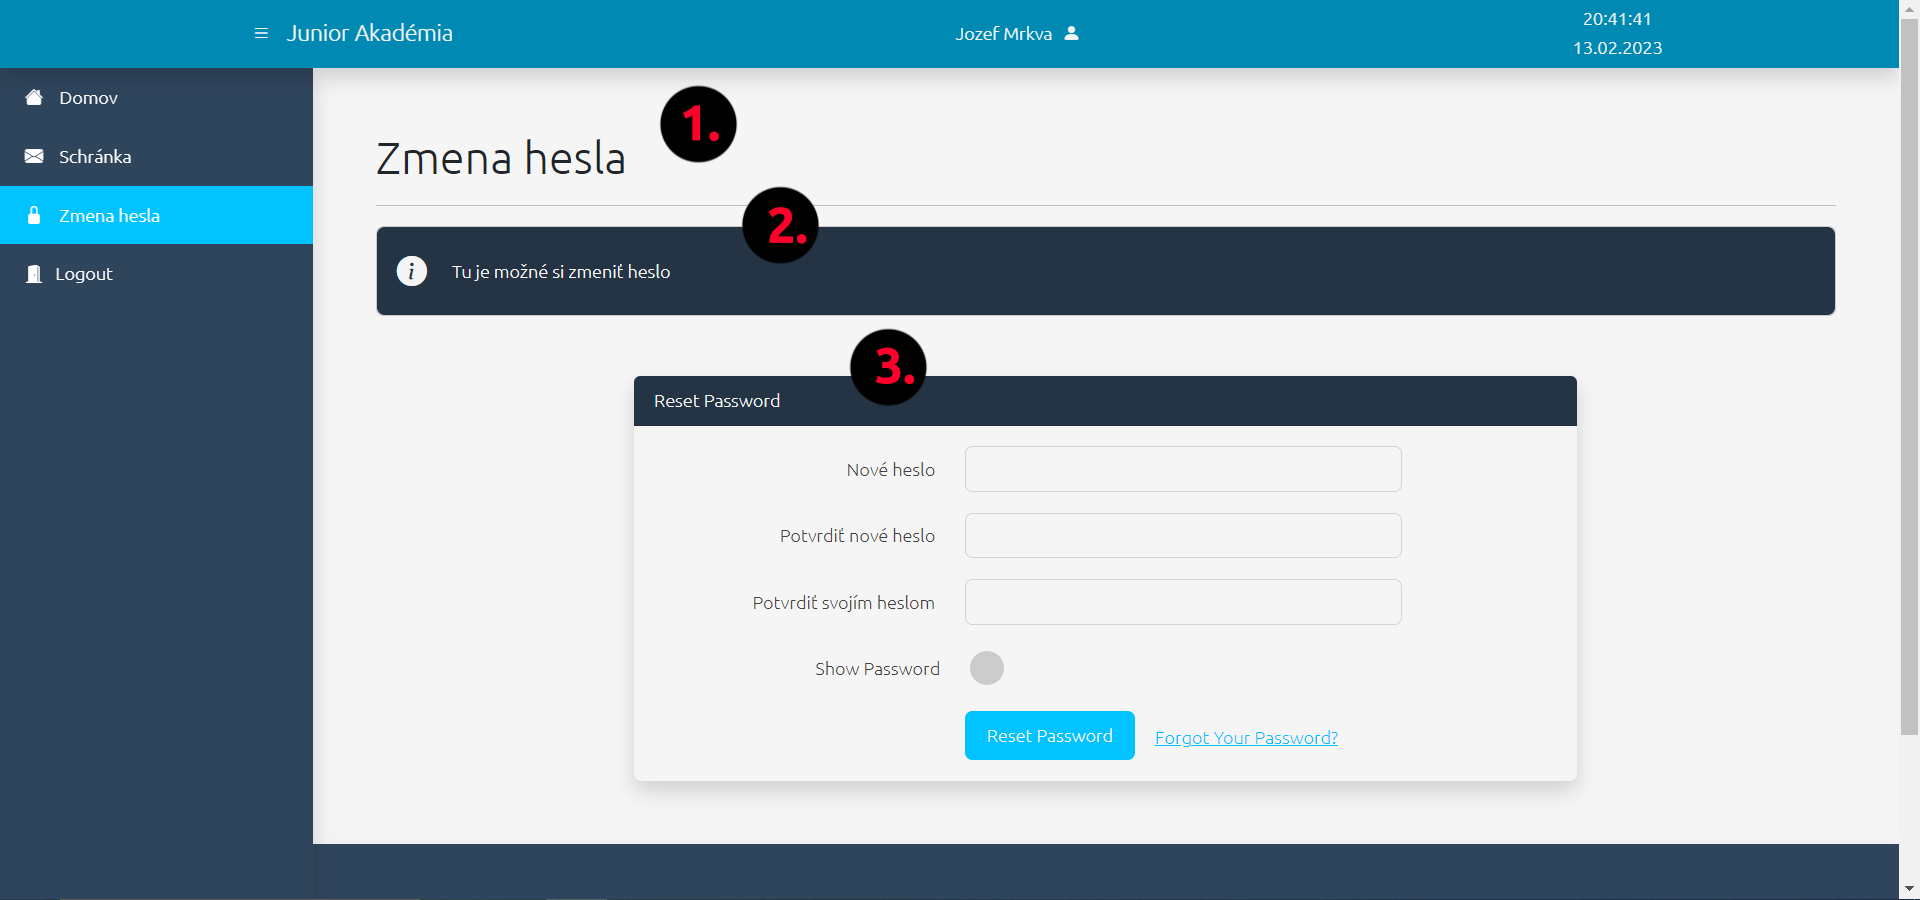 Junior Akadémia
Jozef Mrkva
20:41:41
13.02.2023
Domov
Schránka
Zmena hesla
Logout
1.
Zmena hesla
2.
i
Tu je možné si zmeniť heslo
3.
Reset Password
Nové heslo
Potvrdiť nové heslo
Potvrdiť svojím heslom
Show Password
Reset Password
Forgot Your Password?